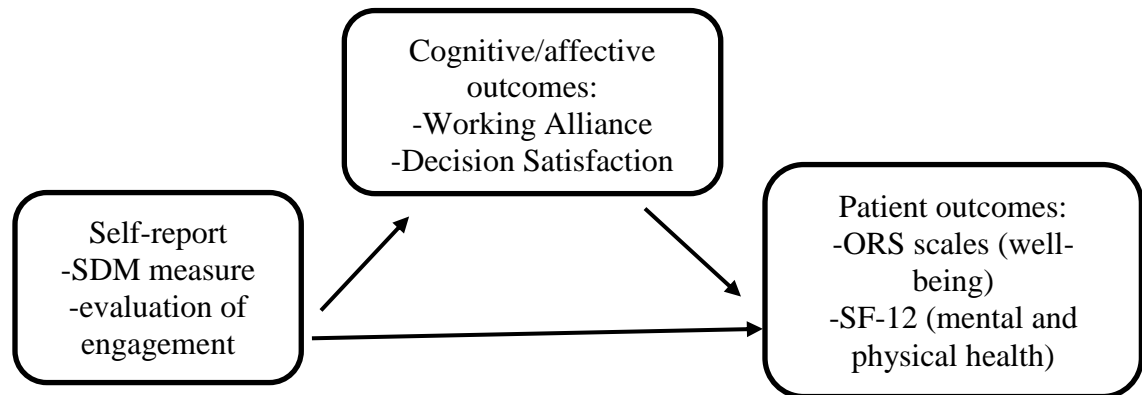 Cognitive/affective
outcomes:
-Working Alliance
-Decision Satisfaction
Self-report
-SDM measure
-evaluation of
engagement
Patient outcomes:
-ORS scales (well-
being)
-SF-12 (mental and
physical health)